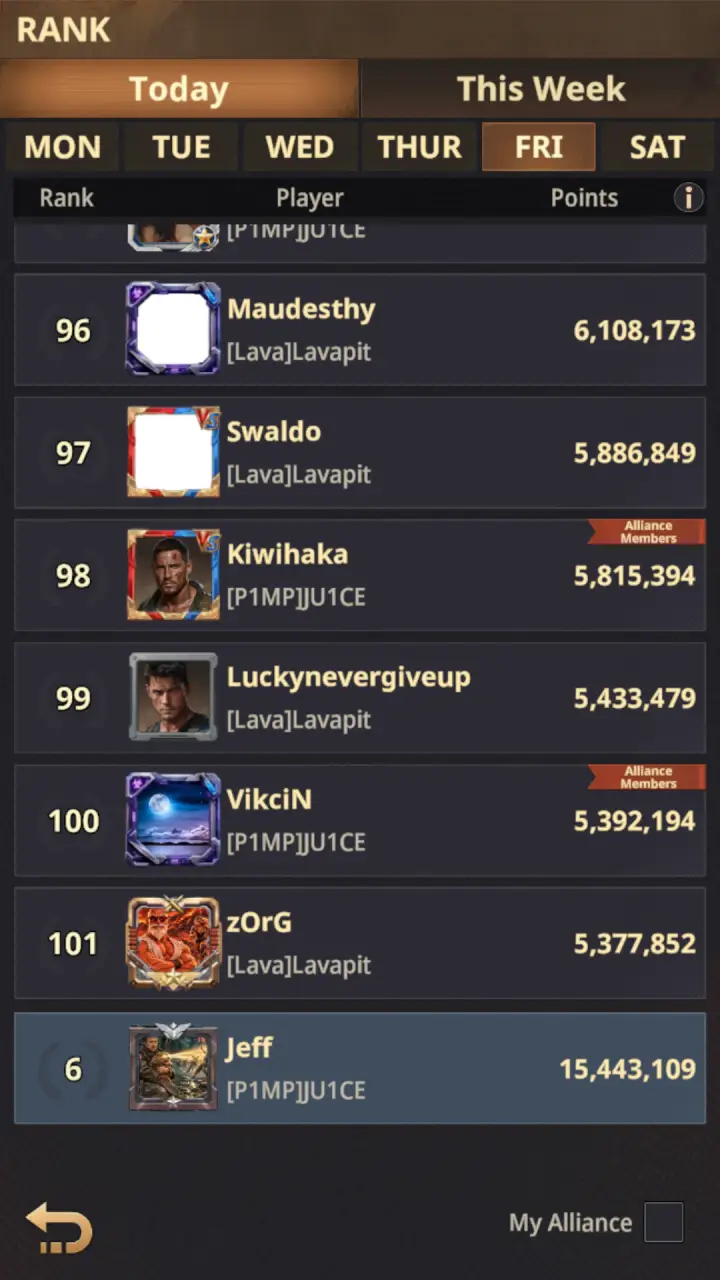 RANK
Today
This Week
MON TUE WED THUR FRI SAT
Rank Player Points i
[P1MP]JU1CE
96 Maudesthy 6,108,173
[Lava]Lavapit
97 Swaldo 5,886,849
[Lava]Lavapit
Alliance
Members
98 Kiwihaka 5,815,394
[P1MP]JU1CE
99 Luckynevergiveup 5,433,479
[Lava]Lavapit
Alliance
Members
100 VikciN 5,392,194
[P1MP]JU1CE
101 zOrG 5,377,852
[Lava]Lavapit
6 Jeff 15,443,109
[P1MP]JU1CE
My Alliance